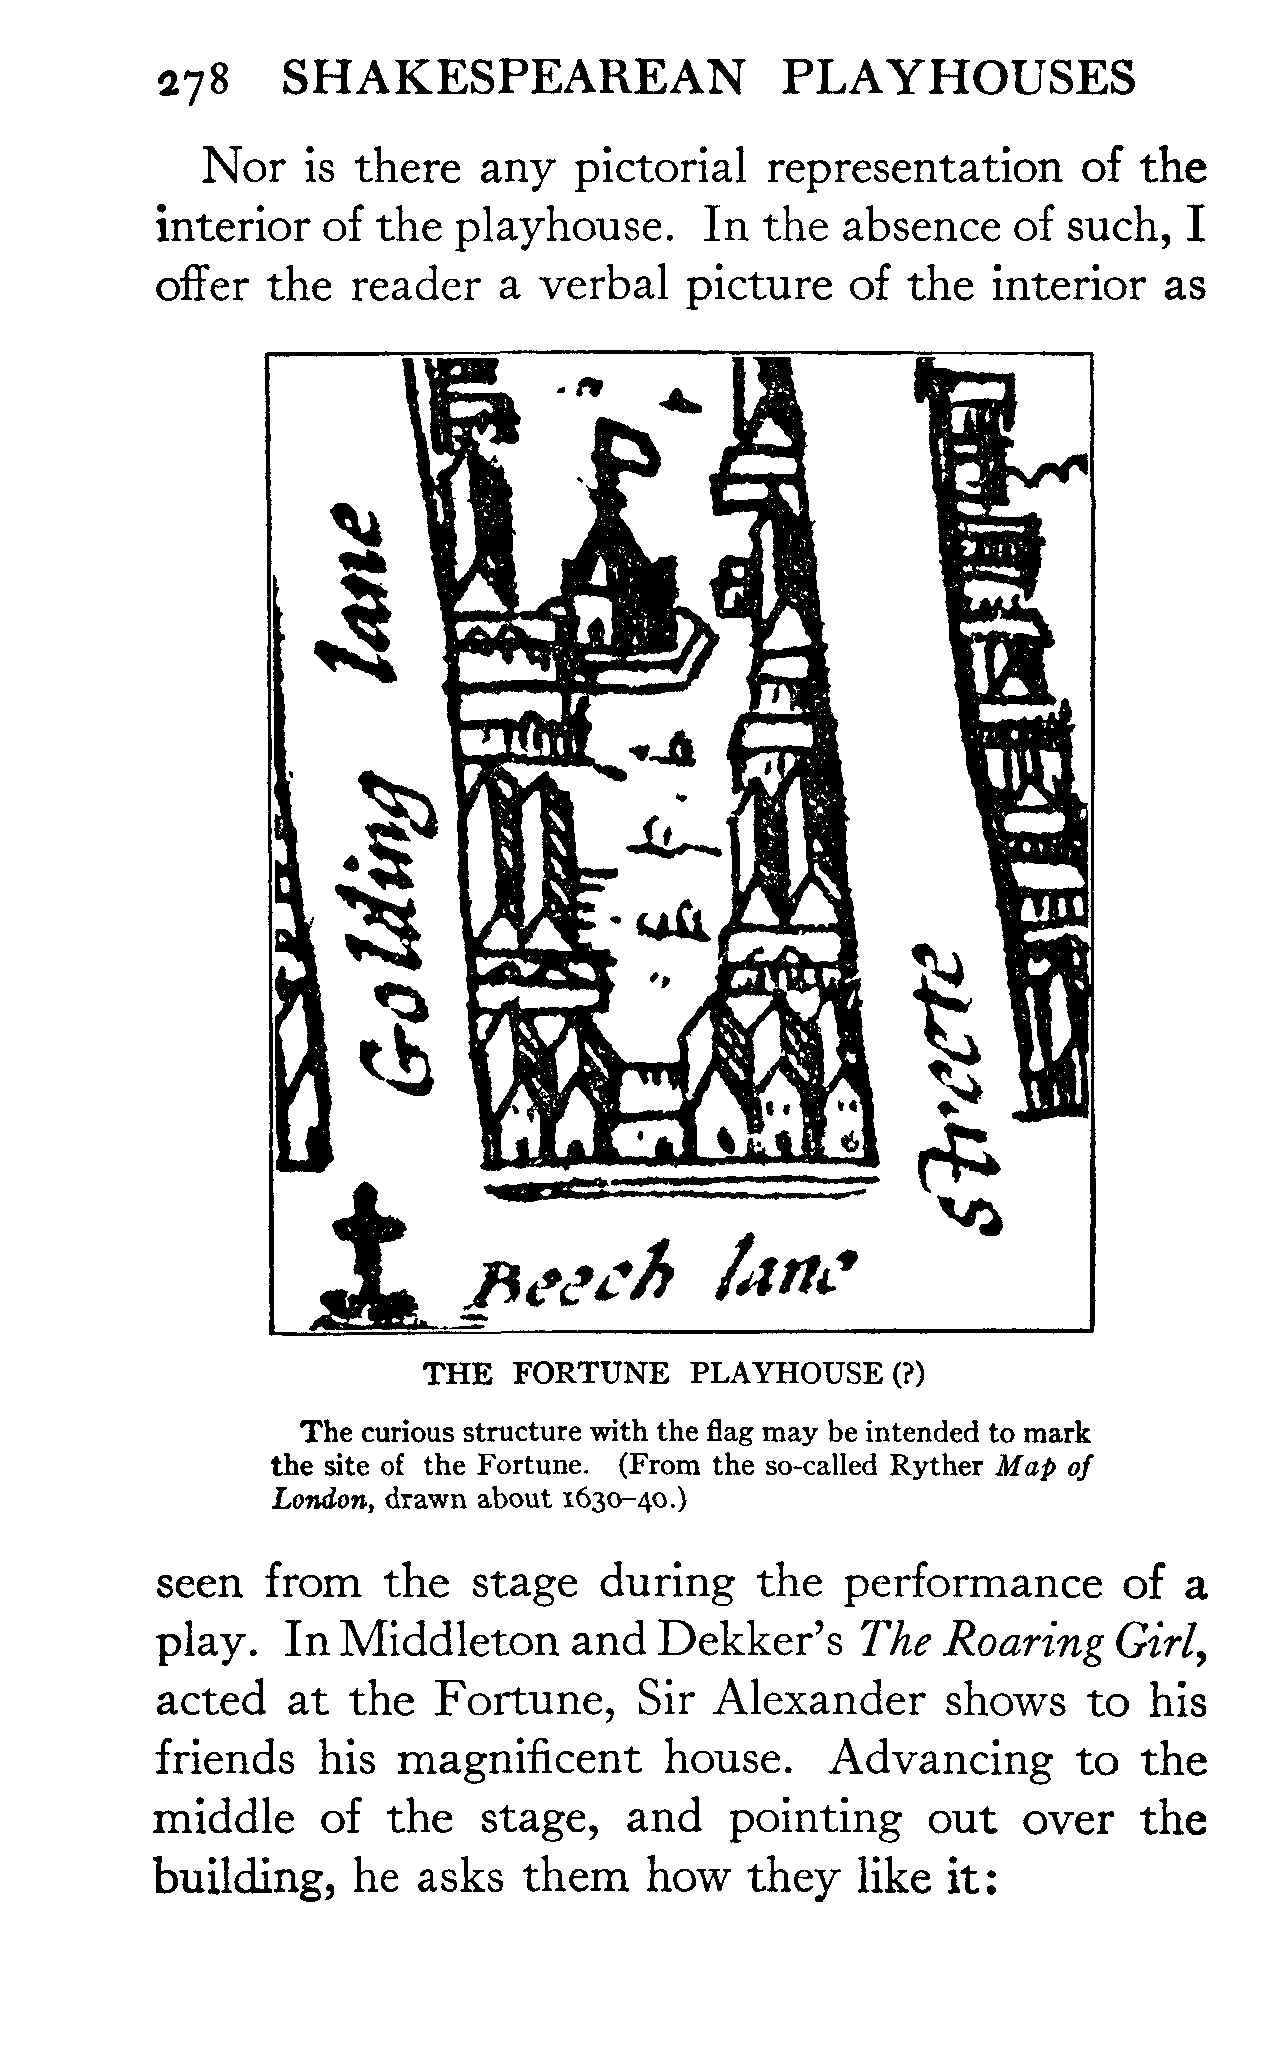 278 SHAKESPEAREAN PLAYHOUSES
Nor is there any pictorial representation of the
interior of the playhouse. In the absence of such, I
offer the reader a verbal picture of the interior as
Golding lane
Beech lane
strete
THE FORTUNE PLAYHOUSE (?)
The curious structure with the flag may be intended to mark
the site of the Fortune. (From the so-called Ryther Map of
London, drawn about 1630–40.)
seen from the stage during the performance of a
play. In Middleton and Dekker's The Roaring Girl,
acted at the Fortune, Sir Alexander shows to his
friends his magnificent house. Advancing to the
middle of the stage, and pointing out over the
building, he asks them how they like it: